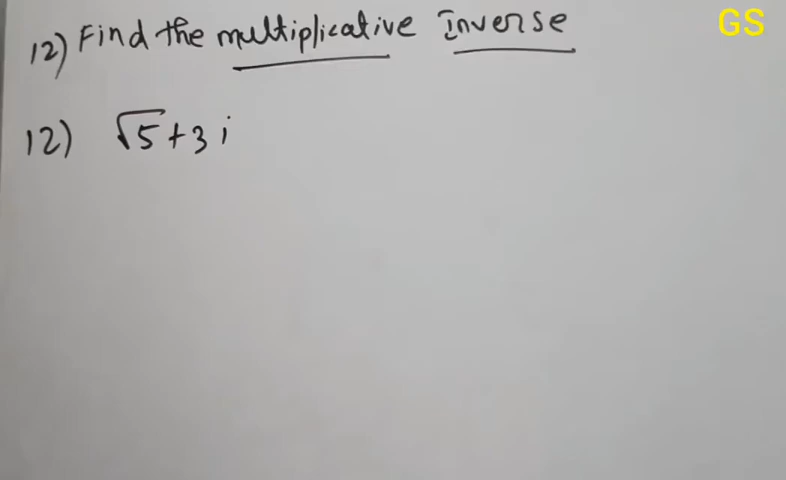 12) Find the multiplicative Inverse
GS
12) √5+3i